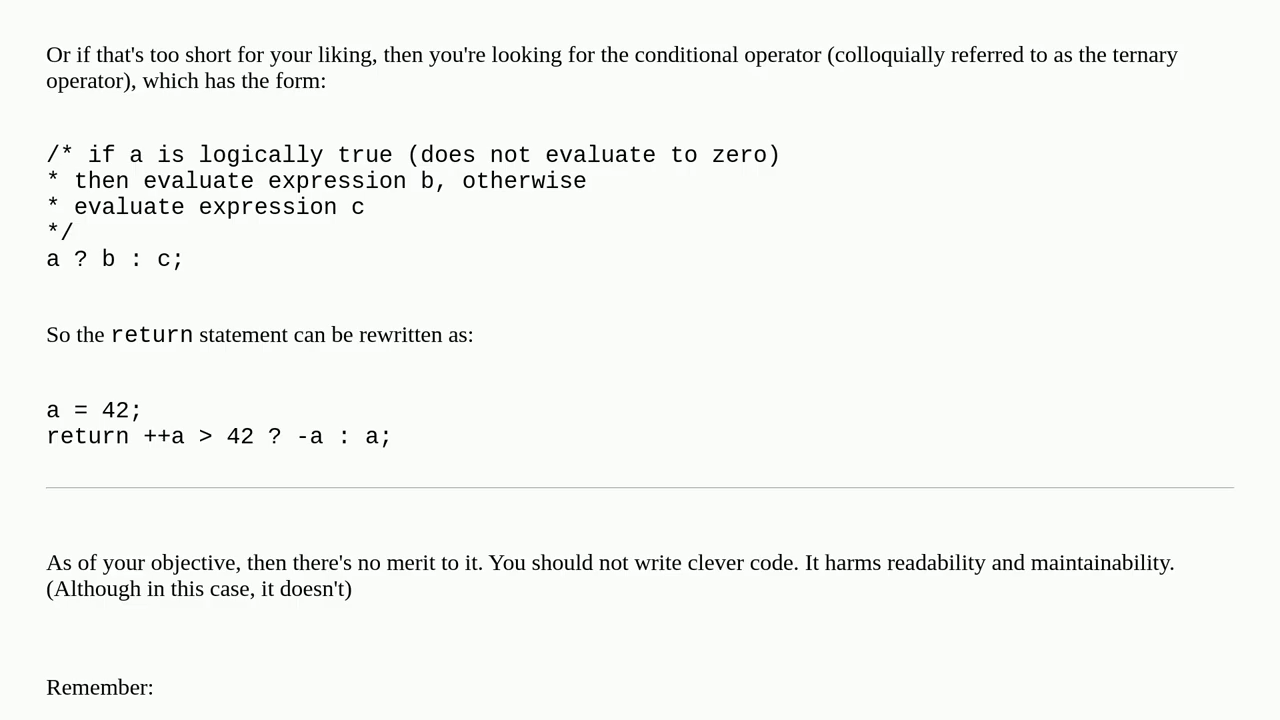 Or if that's too short for your liking, then you're looking for the conditional operator (colloquially referred to as the ternary
operator), which has the form:
/* if a is logically true (does not evaluate to zero)
* then evaluate expression b, otherwise
* evaluate expression c
*/
a ? b : c;
So the return statement can be rewritten as:
a = 42;
return ++a > 42 ? -a : a;
As of your objective, then there's no merit to it. You should not write clever code. It harms readability and maintainability.
(Although in this case, it doesn't)
Remember: